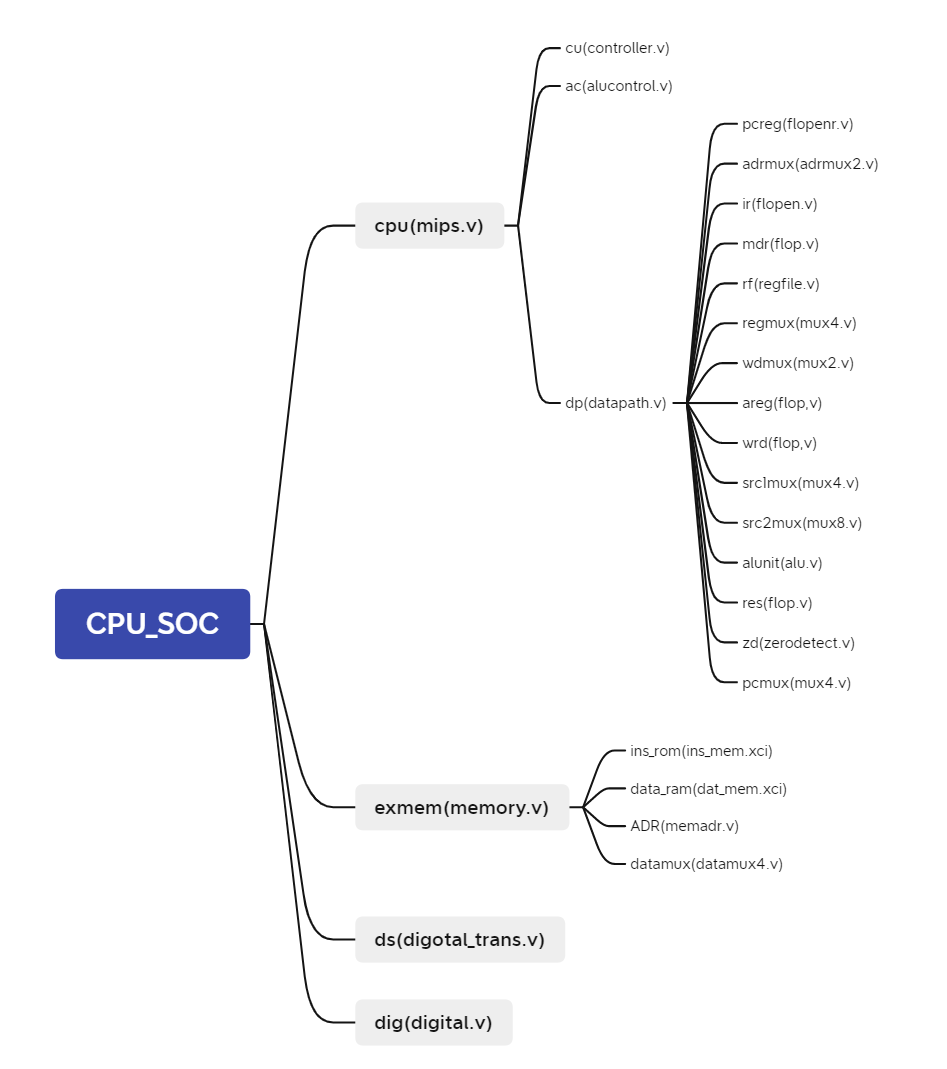 CPU_SOC
cpu(mips.v)
cu(controller.v)
ac(alucontrol.v)
dp(datapath.v)
pcreg(flopenr.v)
adrmux(adrmux2.v)
ir(flopen.v)
mdr(flop.v)
rf(regfile.v)
regmux(mux4.v)
wdmux(mux2.v)
areg(flop,v)
wrd(flop,v)
src1mux(mux4.v)
src2mux(mux8.v)
alunit(alu.v)
res(flop.v)
zd(zerodetect.v)
pcmux(mux4.v)
exmem(memory.v)
ins_rom(ins_mem.xci)
data_ram(dat_mem.xci)
ADR(memadr.v)
datamux(datamux4.v)
ds(digotal_trans.v)
dig(digital.v)